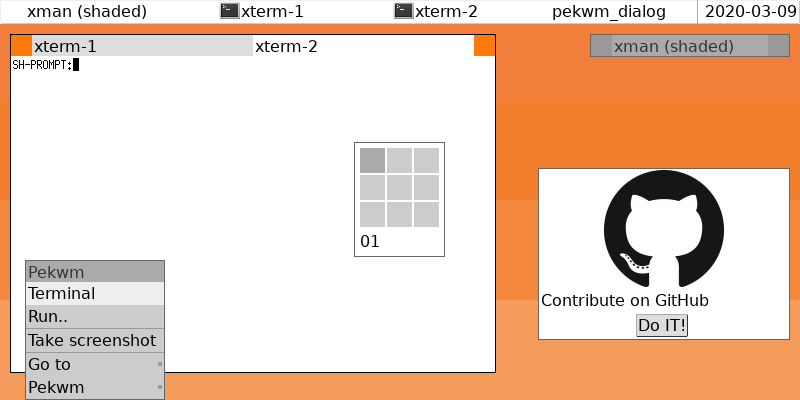 xman (shaded) xterm-1 xterm-2 pekwm_dialog 2020-03-09
xterm-1 xterm-2
xman (shaded)
SH-PROMPT:
01
Contribute on GitHub
Do IT!
Pekwm
Terminal
Run..
Take screenshot
Go to
Pekwm